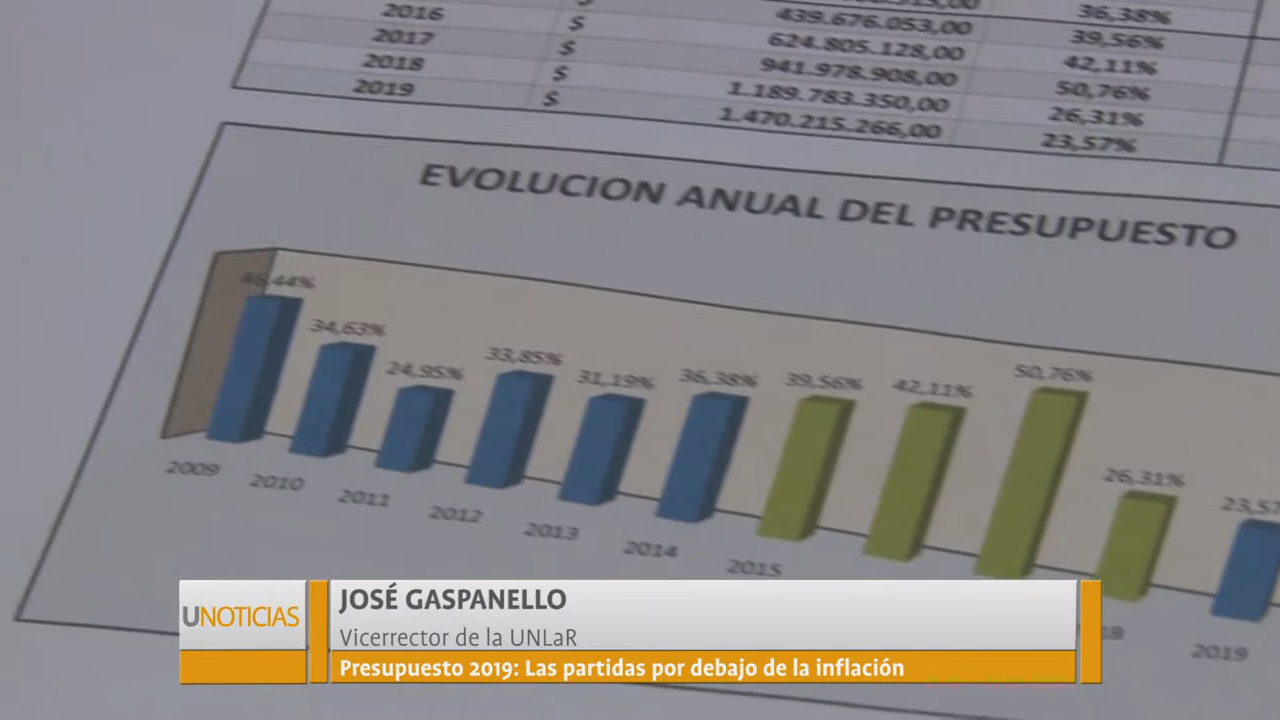 36,38%
2016 $ 439.676.053,00 39,56%
2017 $ 624.805.128,00 42,11%
2018 $ 941.978.908,00 50,76%
2019 $ 1.189.783.350,00 26,31%
1.470.215.266,00 23,57%
EVOLUCION ANUAL DEL PRESUPUESTO
46,44%
34,63%
24,95%
33,85%
31,19%
36,38%
39,56%
42,11%
50,76%
26,31%
23,57
2009
2010
2011
2012
2013
2014
2015
2019
UNOTICIAS
JOSÉ GASPANELLO
Vicerrector de la UNLaR
Presupuesto 2019: Las partidas por debajo de la inflación